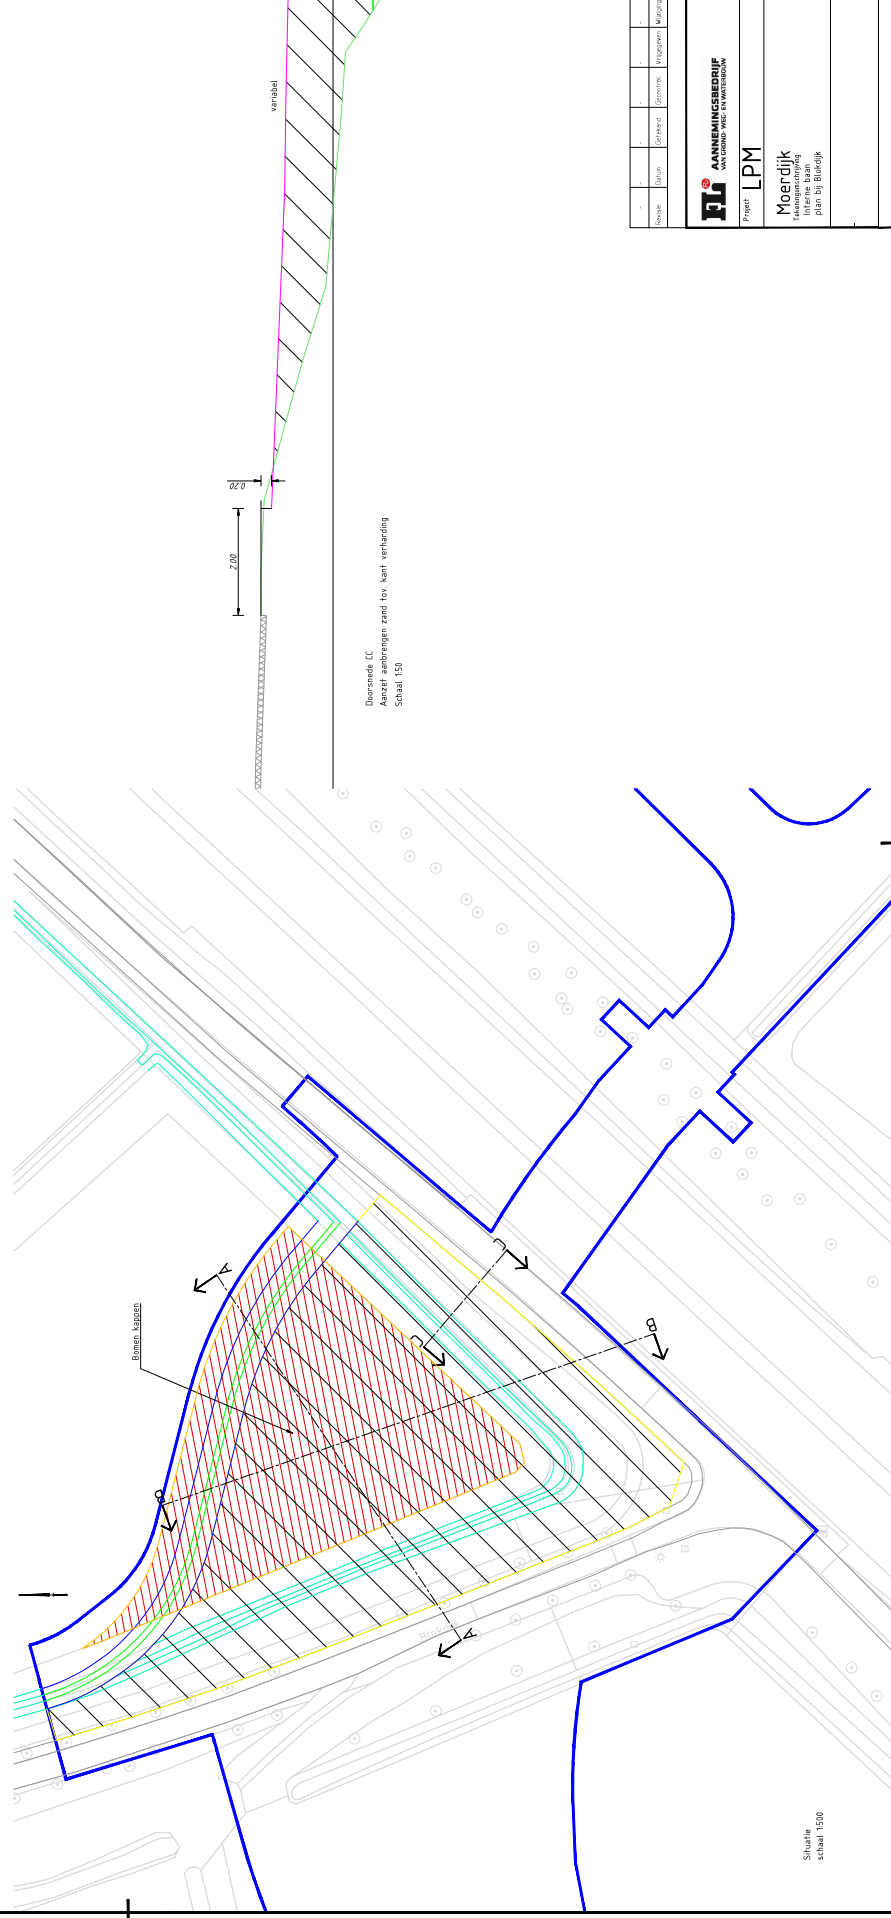 variabel
0.20
2.00
Doorsnede CC
Aanzet aanbrengen zand tov. kant verharding
Schaal 1:50
Revisie
Datum
Getekend
Gecontrol.
Vrijgegeven
AANNEMINGSBEDRIJF
VAN GROND- WEG- EN WATERBOUW
Project LPM
Moerdijk
Tekeningomschrijving
Interne baan
plan bij Blokdijk
Bomen kappen
A
A
B
B
C
C
Situatie
schaal 1:500